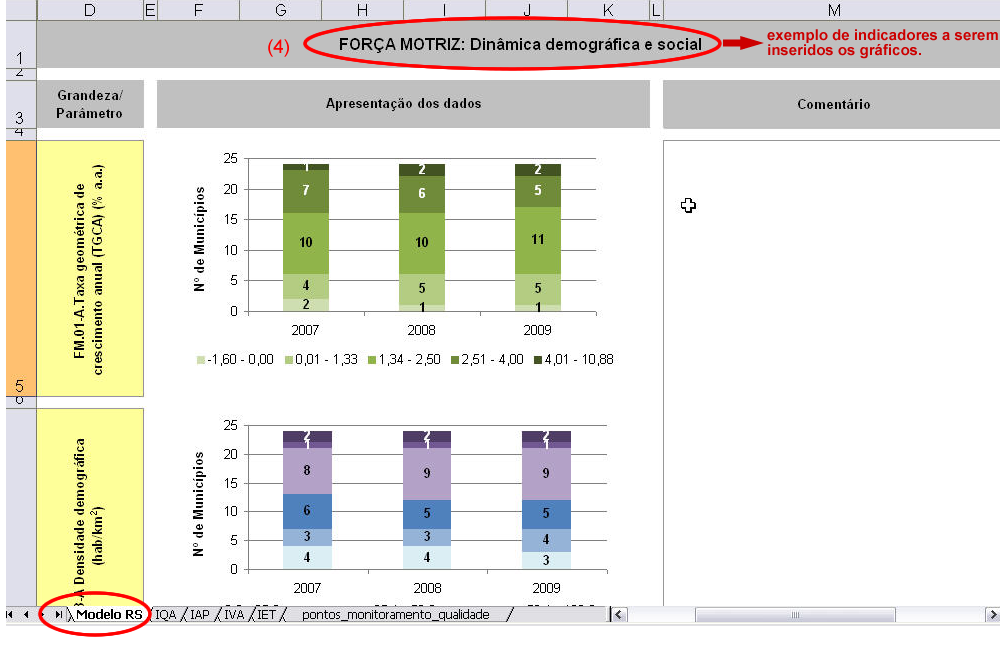 D E F G H I J K L M
1
(4) FORÇA MOTRIZ: Dinâmica demográfica e social
exemplo de indicadores a serem
inseridos os gráficos.
2
3
Grandeza/
Parâmetro
Apresentação dos dados
Comentário
4
5
FM.01-A.Taxa geométrica de
crescimento anual (TGCA) (% a.a.)
Nº de Municípios
25
20
15
10
5
0
1 2 2
7 6 5
10 10 11
4 5 5
2 1 1
2007 2008 2009
-1,60 - 0,00 0,01 - 1,33 1,34 - 2,50 2,51 - 4,00 4,01 - 10,88
6
-A Densidade demográfica
(hab/km²)
Nº de Municípios
25
20
15
10
5
0
2 2 2
1 1 1
8 9 9
6 5 5
3 3 4
4 4 3
2007 2008 2009
Modelo RS IQA IAP IVA IET pontos_monitoramento_qualidade